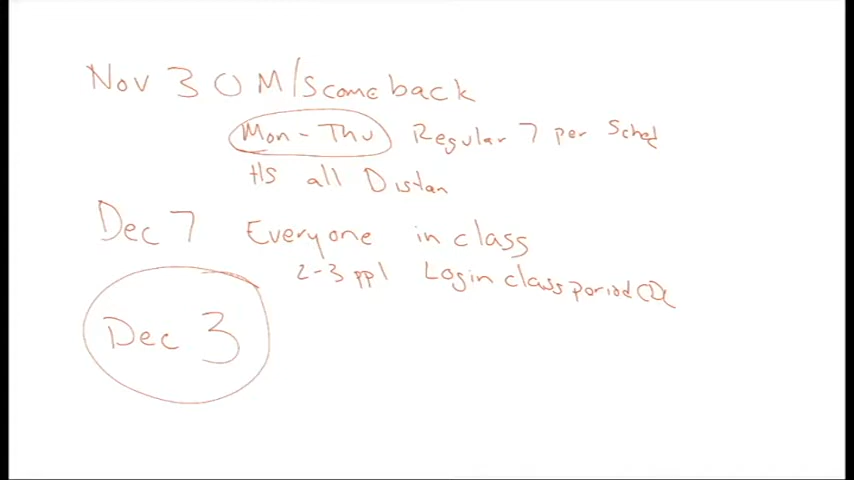 Nov 30 M/S come back
Mon-Thu Regular 7 per Sched
HS all Distan
Dec 7 Everyone in class
2-3 ppl Login class period
Dec 3